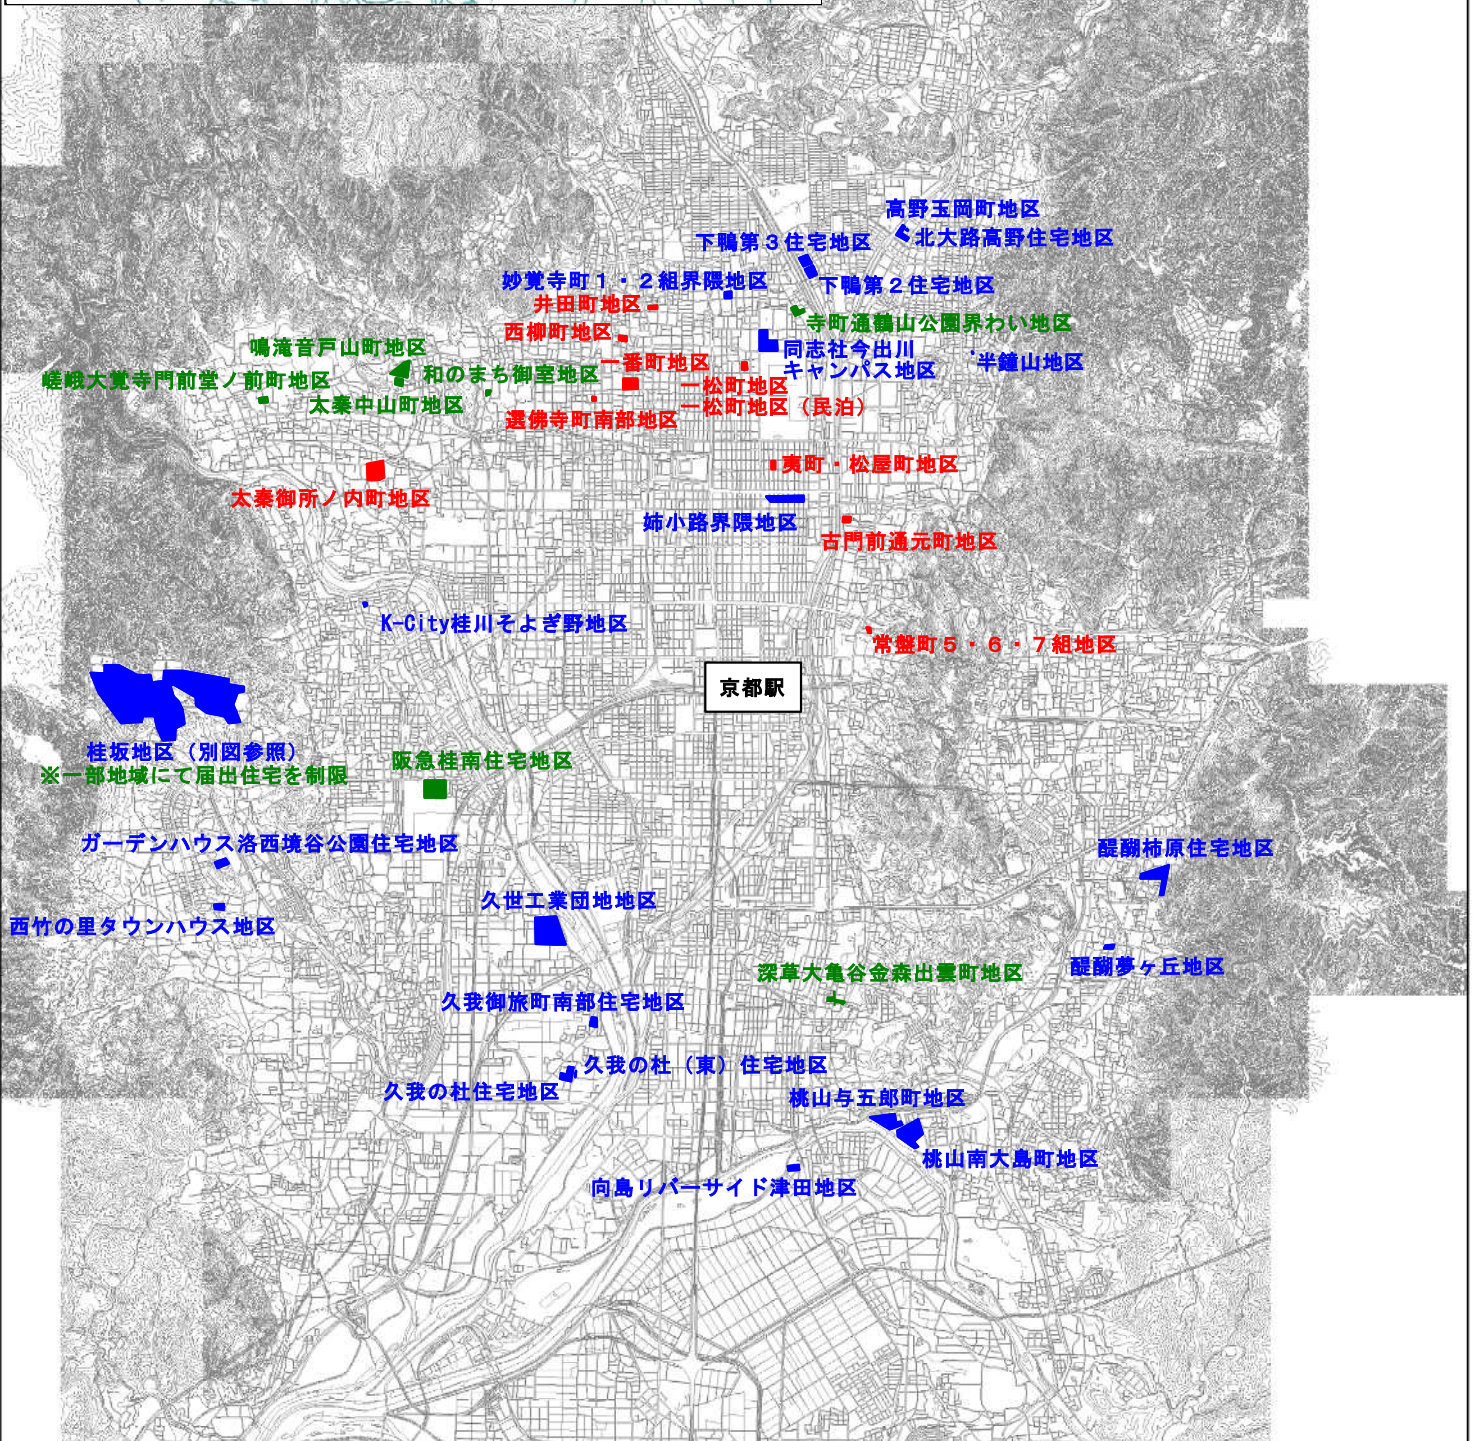 高野玉岡町地区
北大路高野住宅地区
下鴨第３住宅地区
下鴨第２住宅地区
妙覚寺町１・２組界隈地区
井田町地区
寺町通鶴山公園界わい地区
西柳町地区
鳴滝音戸山町地区
同志社今出川
キャンパス地区
半鐘山地区
一番町地区
和のまち御室地区
嵯峨大覚寺門前堂ノ前町地区
一松町地区
太秦中山町地区
一松町地区（民泊）
選佛寺町南部地区
夷町・松屋町地区
太秦御所ノ内町地区
姉小路界隈地区
古門前通元町地区
K-City桂川そよぎ野地区
常盤町５・６・７組地区
京都駅
桂坂地区（別図参照）
※一部地域にて届出住宅を制限
阪急桂南住宅地区
ガーデンハウス洛西境谷公園住宅地区
醍醐柿原住宅地区
久世工業団地地区
西竹の里タウンハウス地区
醍醐夢ヶ丘地区
深草大亀谷金森出雲町地区
久我御旅町南部住宅地区
久我の杜（東）住宅地区
久我の杜住宅地区
桃山与五郎町地区
桃山南大島町地区
向島リバーサイド津田地区